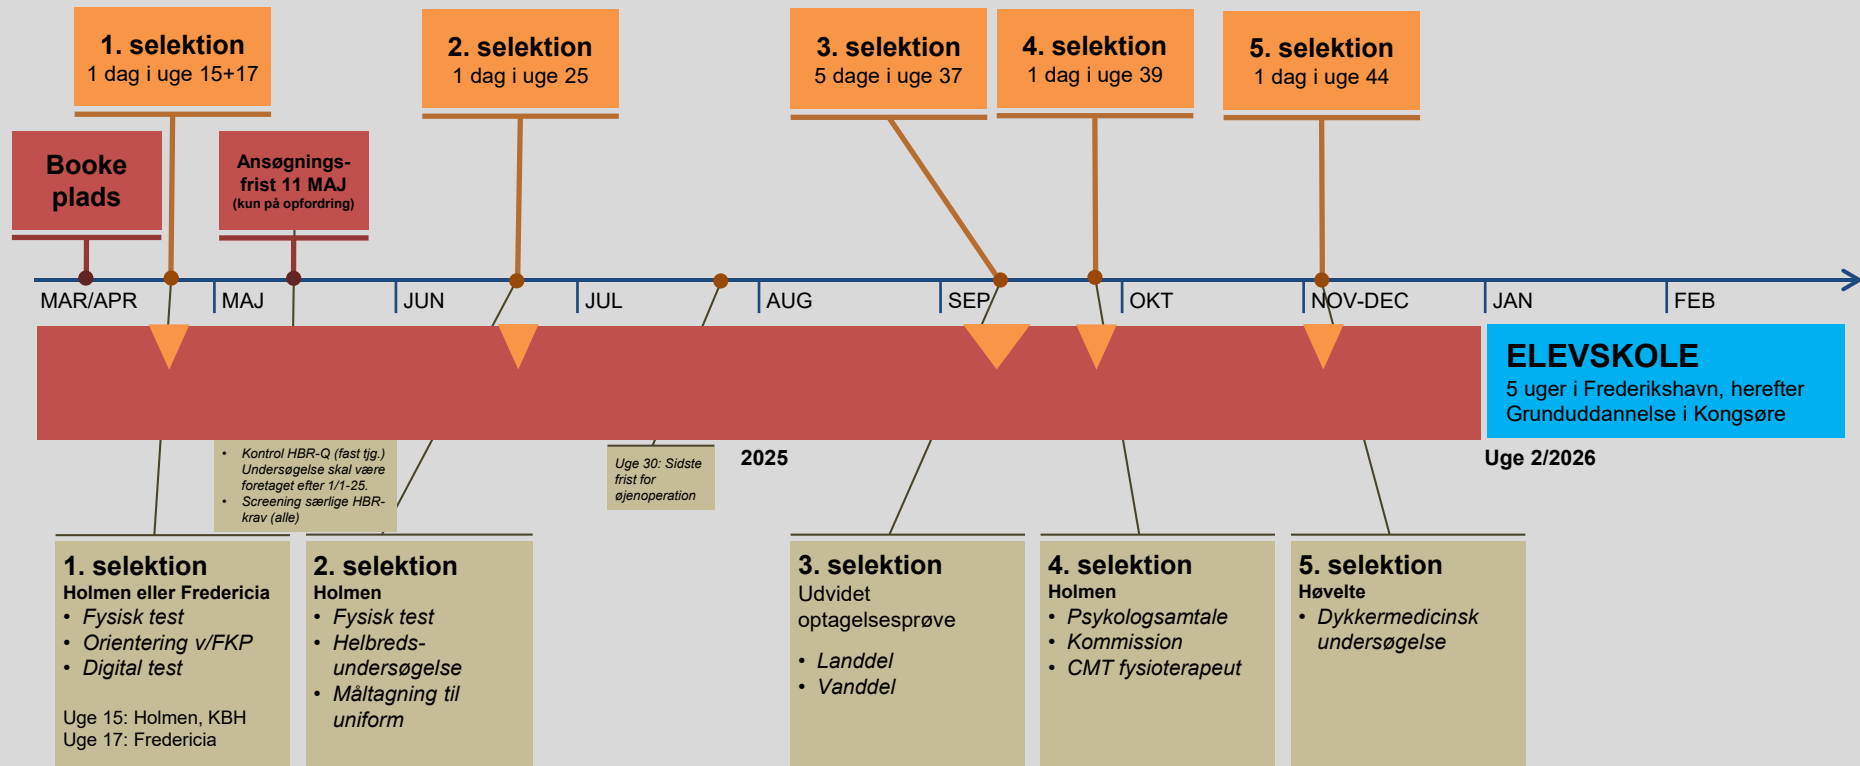 1. selektion
1 dag i uge 15+17
2. selektion
1 dag i uge 25
3. selektion
5 dage i uge 37
4. selektion
1 dag i uge 39
5. selektion
1 dag i uge 44
Booke
plads
Ansøgnings-
frist 11 MAJ
(kun på opfordring)
MAR/APR
MAJ
JUN
JUL
AUG
SEP
OKT
NOV-DEC
JAN
FEB
ELEVSKOLE
5 uger i Frederikshavn, herefter
Grunduddannelse i Kongsøre
• Kontrol HBR-Q (fast tjg.)
Undersøgelse skal være
foretaget efter 1/1-25.
• Screening særlige HBR-
krav (alle)
Uge 30: Sidste
frist for
øjenoperation
2025
Uge 2/2026
1. selektion
Holmen eller Fredericia
• Fysisk test
• Orientering v/FKP
• Digital test
Uge 15: Holmen, KBH
Uge 17: Fredericia
2. selektion
Holmen
• Fysisk test
• Helbreds-
undersøgelse
• Måltagning til
uniform
3. selektion
Udvidet
optagelsesprøve
• Landdel
• Vanddel
4. selektion
Holmen
• Psykologsamtale
• Kommission
• CMT fysioterapeut
5. selektion
Høvelte
• Dykkermedicinsk
undersøgelse